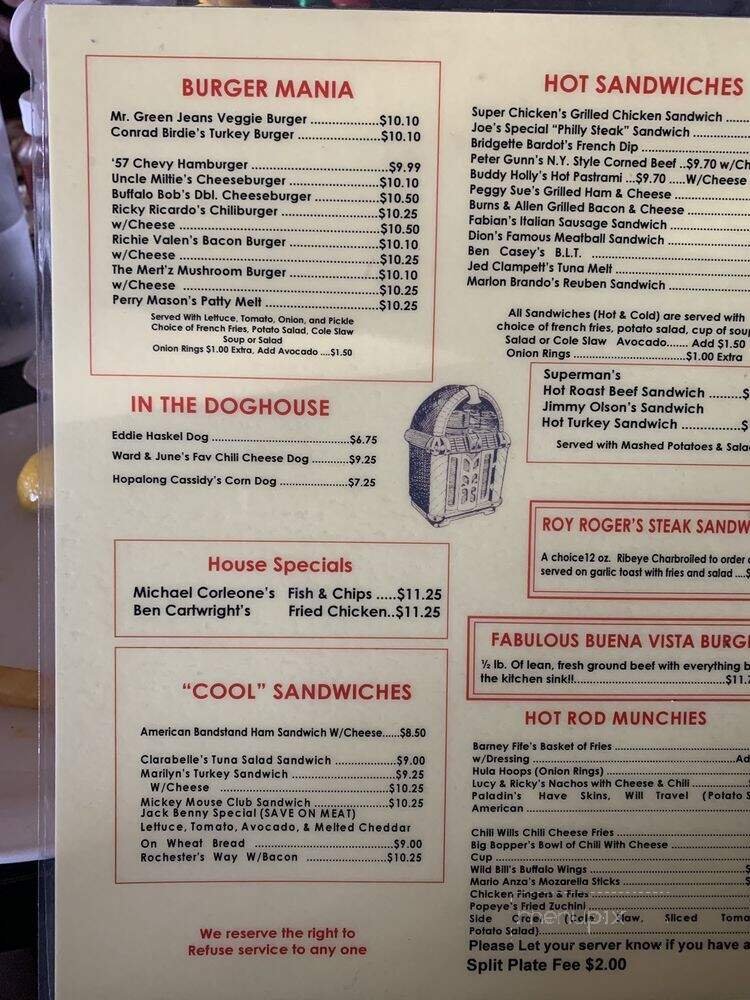 BURGER MANIA
Mr. Green Jeans Veggie Burger ..................$10.10
Conrad Birdie's Turkey Burger ......................$10.10
'57 Chevy Hamburger ....................................$9.99
Uncle Miltie's Cheeseburger ........................$10.10
Buffalo Bob's Dbl. Cheeseburger .................$10.50
Ricky Ricardo's Chiliburger ..........................$10.25
w/Cheese .....................................................$10.50
Richie Valen's Bacon Burger .........................$10.10
w/Cheese .....................................................$10.25
The Mert'z Mushroom Burger ........................$10.10
w/Cheese .....................................................$10.25
Perry Mason's Patty Melt ...............................$10.25
Served With Lettuce, Tomato, Onion, and Pickle
Choice of French Fries, Potato Salad, Cole Slaw
Soup or Salad
Onion Rings $1.00 Extra, Add Avocado ....$1.50
IN THE DOGHOUSE
Eddie Haskel Dog ....................................$6.75
Ward & June's Fav Chili Cheese Dog ...........$9.25
Hopalong Cassidy's Corn Dog ....................$7.25
House Specials
Michael Corleone's Fish & Chips .....$11.25
Ben Cartwright's Fried Chicken..$11.25
"COOL" SANDWICHES
American Bandstand Ham Sandwich W/Cheese......$8.50
Clarabelle's Tuna Salad Sandwich ...............$9.00
Marilyn's Turkey Sandwich .........................$9.25
W/Cheese ..........................................$10.25
Mickey Mouse Club Sandwich ..................$10.25
Jack Benny Special (SAVE ON MEAT)
Lettuce, Tomato, Avocado, & Melted Cheddar
On Wheat Bread ...................................$9.00
Rochester's Way W/Bacon .....................$10.25
We reserve the right to
Refuse service to any one
HOT SANDWICHES
Super Chicken's Grilled Chicken Sandwich ......
Joe's Special "Philly Steak" Sandwich ..............
Bridgette Bardot's French Dip ..........................
Peter Gunn's N.Y. Style Corned Beef ..$9.70 w/Ch
Buddy Holly's Hot Pastrami ...$9.70 .....W/Cheese
Peggy Sue's Grilled Ham & Cheese ..................
Burns & Allen Grilled Bacon & Cheese ..............
Fabian's Italian Sausage Sandwich ...................
Dion's Famous Meatball Sandwich ...................
Ben Casey's B.L.T. ..........................................
Jed Clampett's Tuna Melt .................................
Marlon Brando's Reuben Sandwich ..................
All Sandwiches (Hot & Cold) are served with
choice of french fries, potato salad, cup of soup
Salad or Cole Slaw Avocado....... Add $1.50
Onion Rings ..............................$1.00 Extra
Superman's
Hot Roast Beef Sandwich .........$
Jimmy Olson's Sandwich
Hot Turkey Sandwich ...............$
Served with Mashed Potatoes & Sala
ROY ROGER'S STEAK SANDW
A choice12 oz. Ribeye Charbroiled to order
served on garlic toast with fries and salad ....$
FABULOUS BUENA VISTA BURG
½ lb. Of lean, fresh ground beef with everything b
the kitchen sink!!..........................................$11.
HOT ROD MUNCHIES
Barney Fife's Basket of Fries ..............................
w/Dressing ......................................................Ad
Hula Hoops (Onion Rings) .................................
Lucy & Ricky's Nachos with Cheese & Chili .............
Paladin's Have Skins, Will Travel (Potato S
American .......................................................
Chili Wills Chili Cheese Fries ..............................
Big Bopper's Bowl of Chili With Cheese ...............
Cup ...............................................................
Wild Bill's Buffalo Wings ....................................$
Mario Anza's Mozarella Sticks ............................$
Chicken Fingers & Fries......................................
Popeye's Fried Zuchini ......................................
Side Order (Cole Slaw, Sliced Toma
Potato Salad)....................................................
menupix
Please Let your server know if you have a
Split Plate Fee $2.00